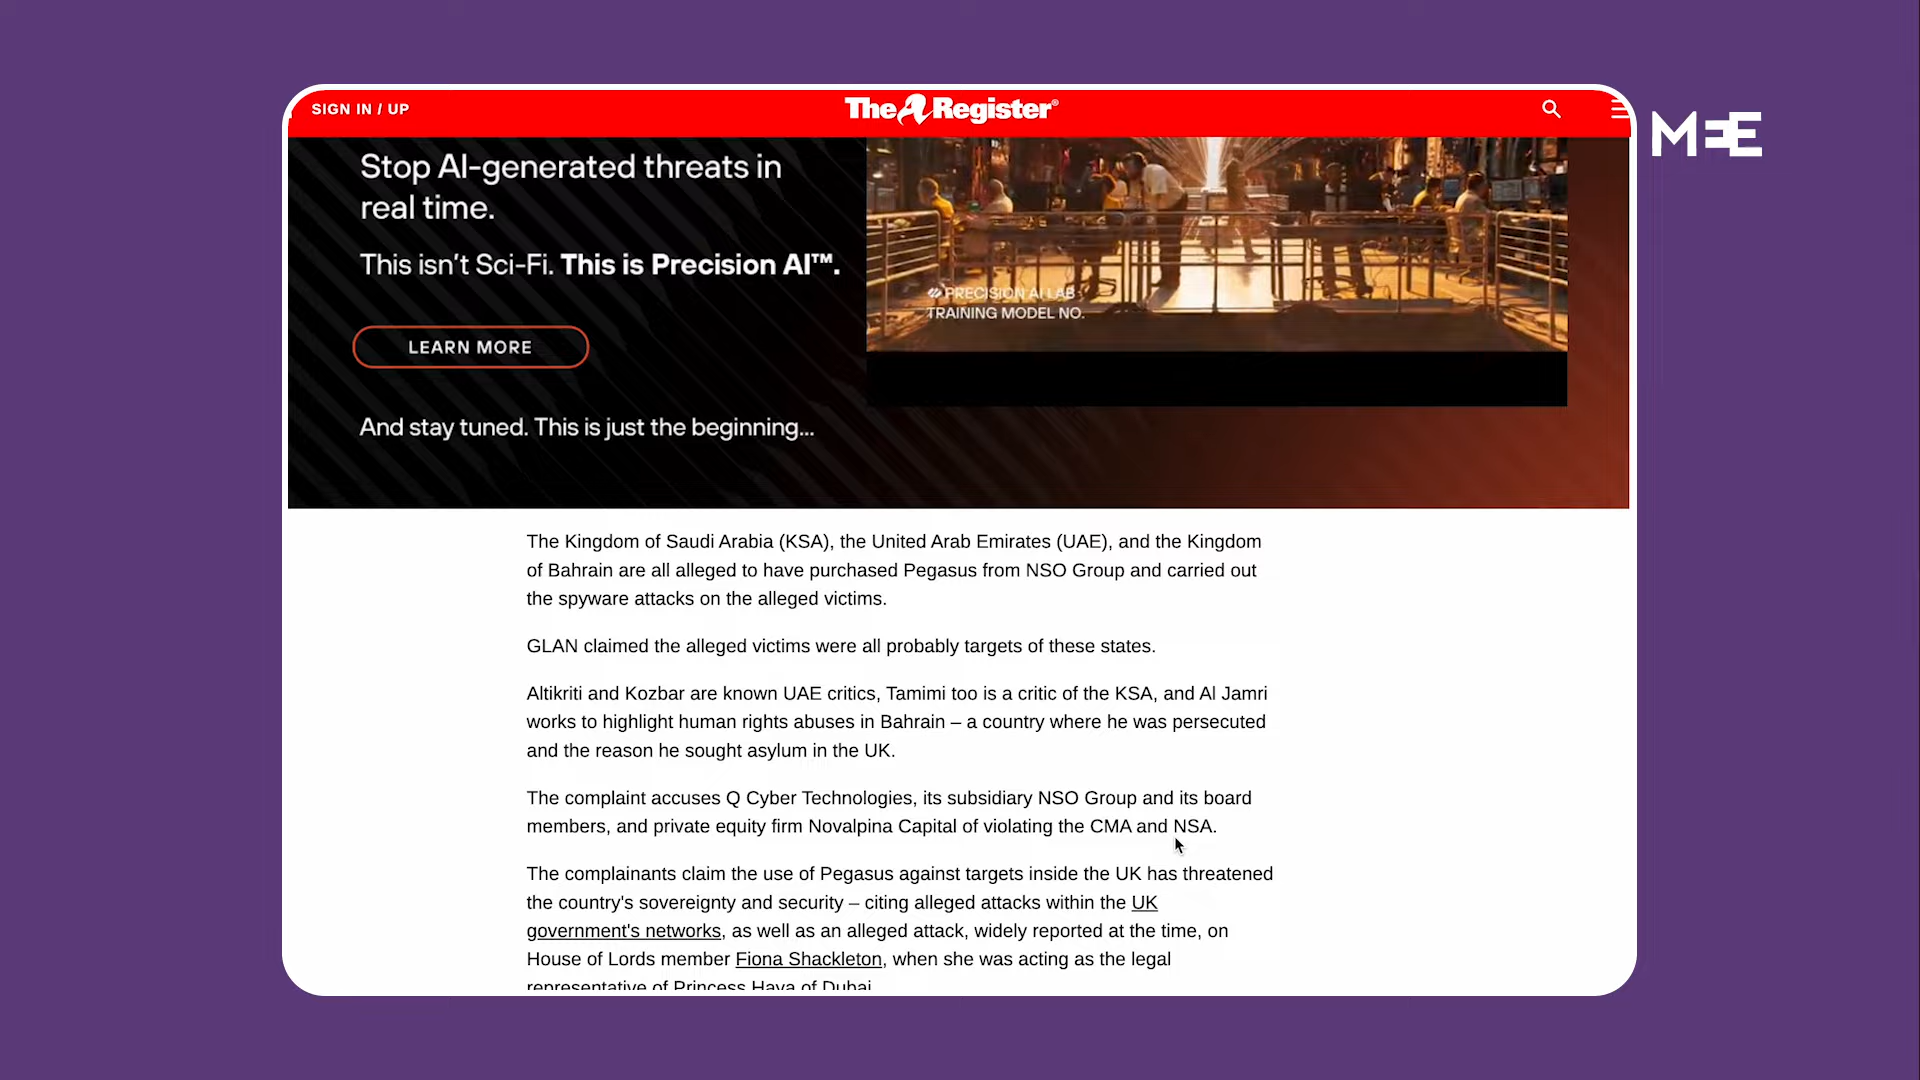 SIGN IN / UP
The Register®
MEE
Stop AI-generated threats in
real time.
This isn't Sci-Fi. This is Precision AI™.
PRECISION AI LAB
TRAINING MODEL NO.
LEARN MORE
And stay tuned. This is just the beginning...
The Kingdom of Saudi Arabia (KSA), the United Arab Emirates (UAE), and the Kingdom
of Bahrain are all alleged to have purchased Pegasus from NSO Group and carried out
the spyware attacks on the alleged victims.
GLAN claimed the alleged victims were all probably targets of these states.
Altikriti and Kozbar are known UAE critics, Tamimi too is a critic of the KSA, and Al Jamri
works to highlight human rights abuses in Bahrain – a country where he was persecuted
and the reason he sought asylum in the UK.
The complaint accuses Q Cyber Technologies, its subsidiary NSO Group and its board
members, and private equity firm Novalpina Capital of violating the CMA and NSA.
The complainants claim the use of Pegasus against targets inside the UK has threatened
the country's sovereignty and security – citing alleged attacks within the UK
government's networks, as well as an alleged attack, widely reported at the time, on
House of Lords member Fiona Shackleton, when she was acting as the legal
representative of Princess Haya of Dubai.